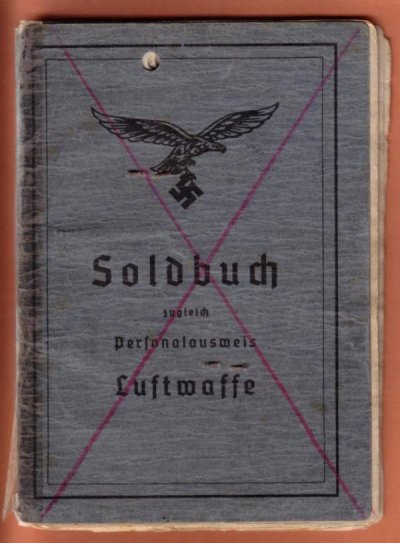 Soldbuch
zugleich
Personalausweis
Luftwaffe